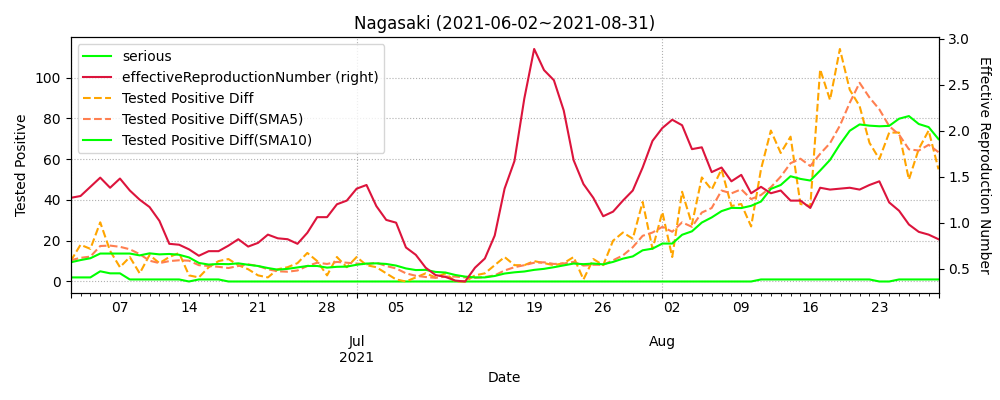 Nagasaki (2021-06-02~2021-08-31)
serious
effectiveReproductionNumber (right)
Tested Positive Diff
Tested Positive Diff(SMA5)
Tested Positive Diff(SMA10)
Tested Positive
100
80
60
40
20
0
3.0
2.5
2.0
1.5
1.0
0.5
Effective Reproduction Number
07 14 21 28 05 12 19 26 02 09 16 23
Jul Aug
2021
Date